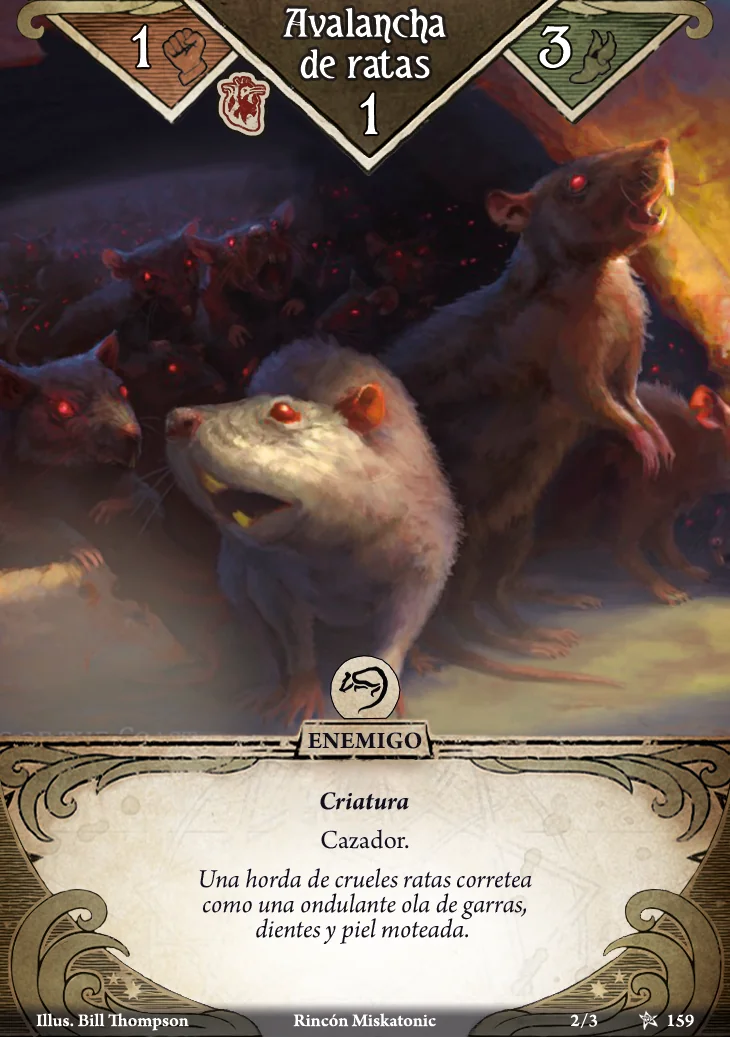 Avalancha
de ratas
1
1
3
ENEMIGO
Criatura
Cazador.
Una horda de crueles ratas corretea
como una ondulante ola de garras,
dientes y piel moteada.
Illus. Bill Thompson
Rincón Miskatonic
2/3
159